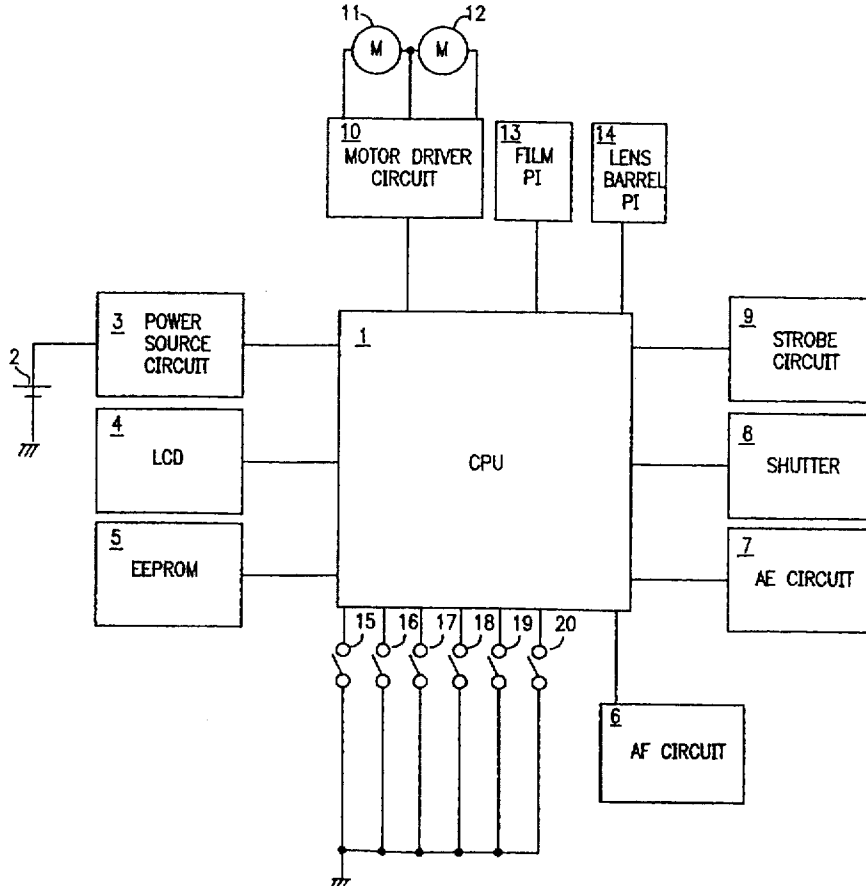 11
12
M
M
10
MOTOR DRIVER
CIRCUIT
13
FILM
PI
14
LENS
BARREL
PI
3
POWER
SOURCE
CIRCUIT
2
1
CPU
9
STROBE
CIRCUIT
4
LCD
8
SHUTTER
5
EEPROM
7
AE CIRCUIT
15
16
17
18
19
20
6
AF CIRCUIT